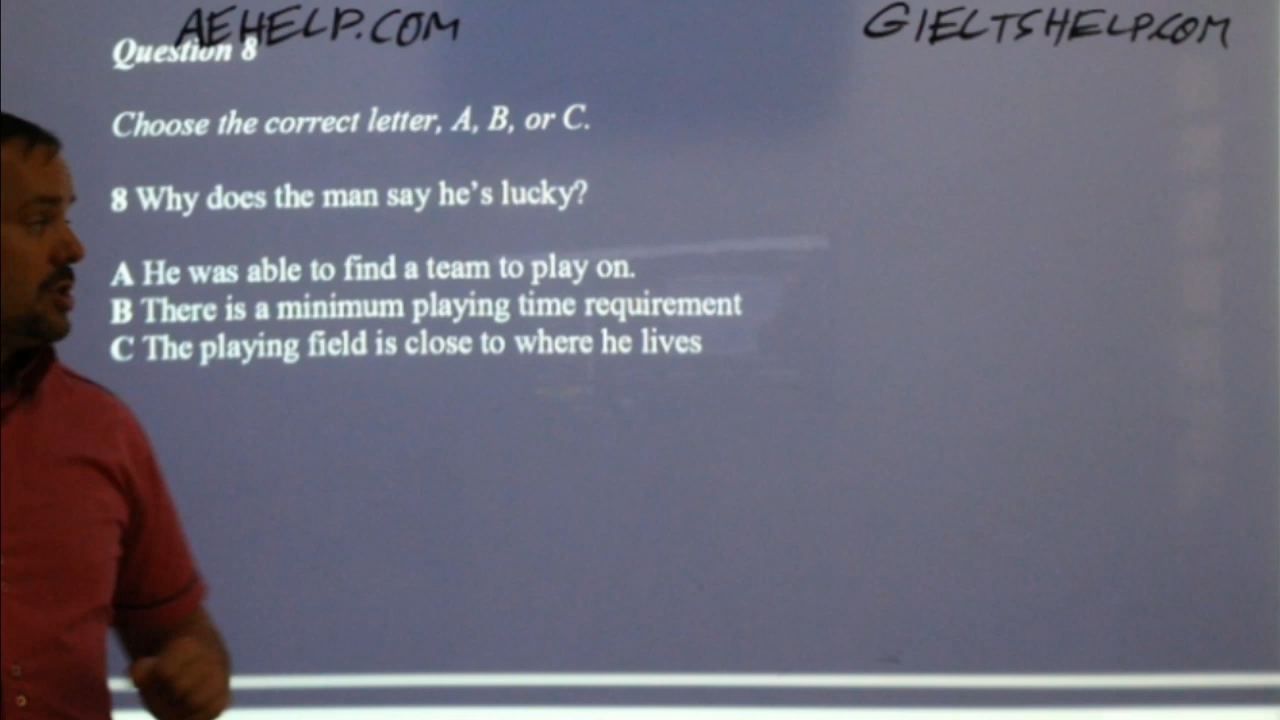 AEHELP.COM
GIELTSHELP.COM
Question 8
Choose the correct letter, A, B, or C.
8 Why does the man say he's lucky?
A He was able to find a team to play on.
B There is a minimum playing time requirement
C The playing field is close to where he lives